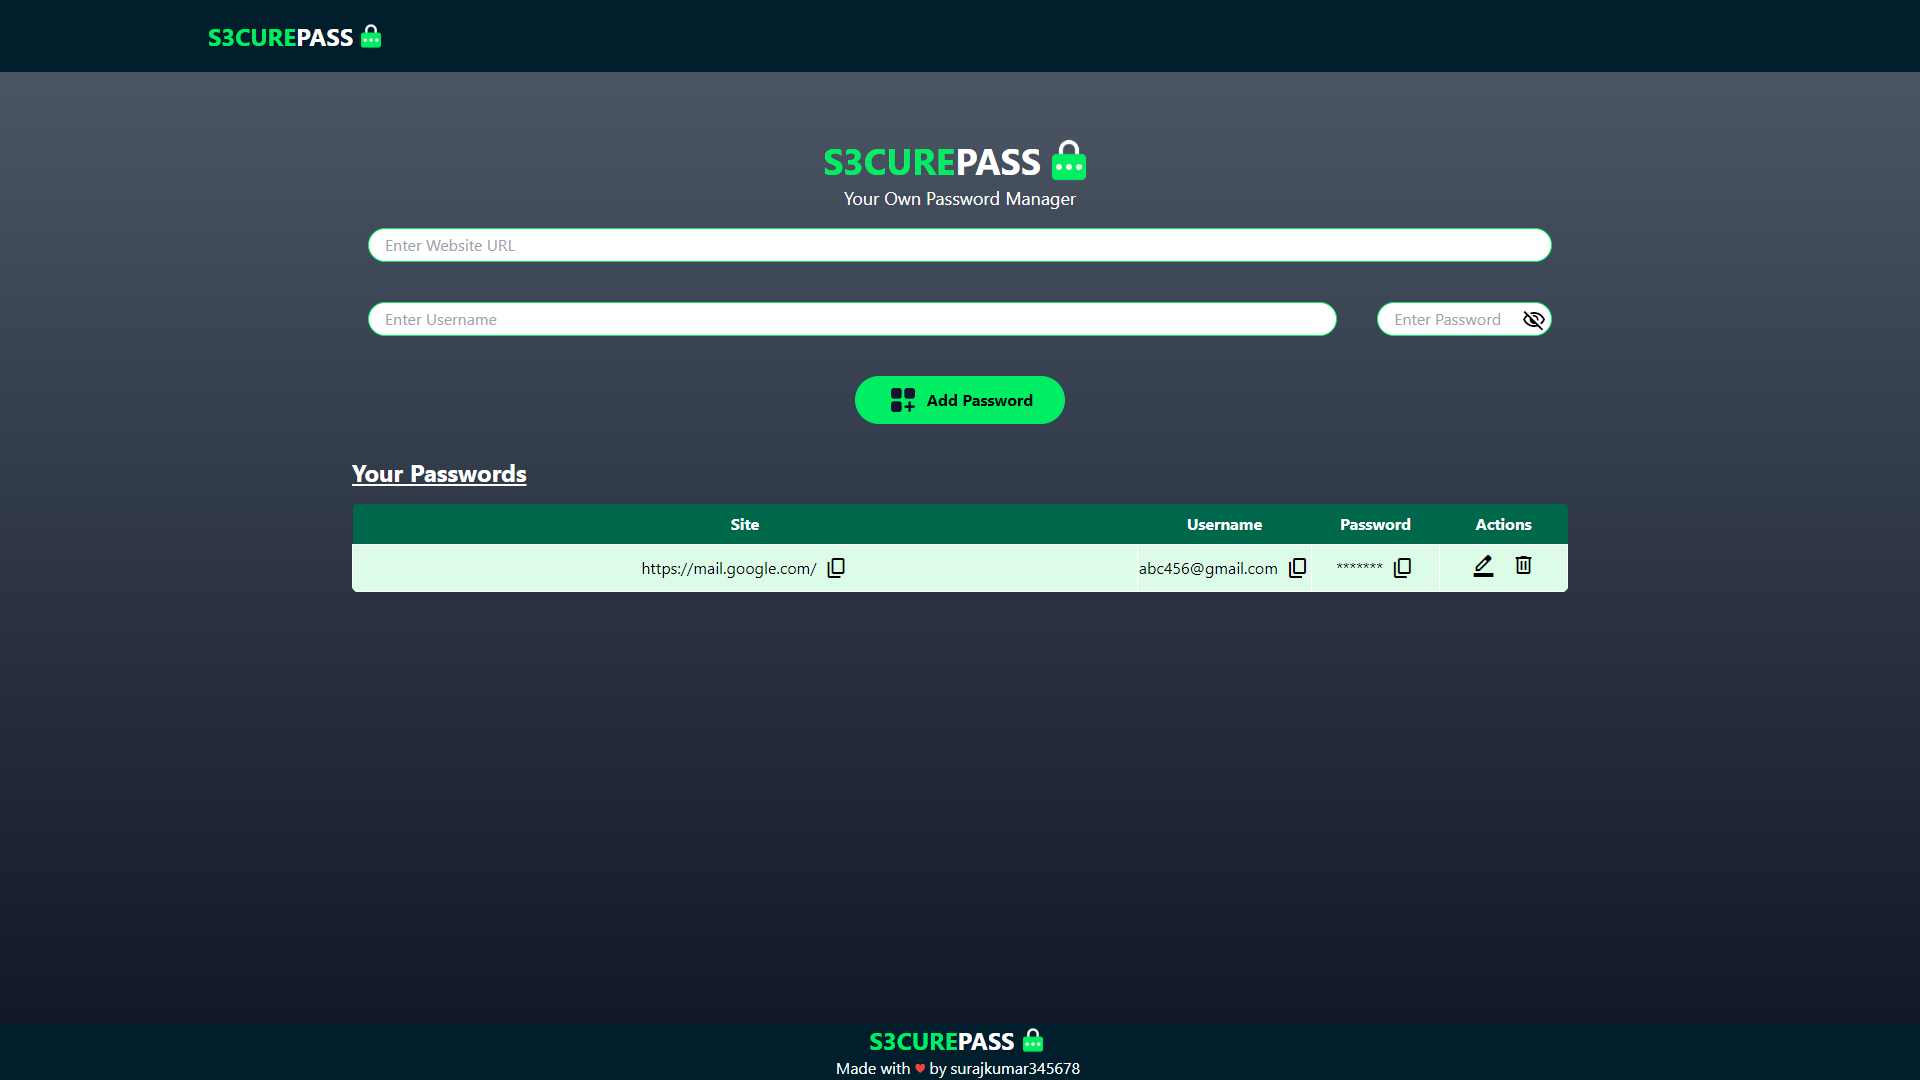 S3CUREPASS
S3CUREPASS
Your Own Password Manager
Enter Website URL
Enter Username
Enter Password
Add Password
Your Passwords
Site Username Password Actions
https://mail.google.com/ abc456@gmail.com *******
S3CUREPASS
Made with ♥ by surajkumar345678